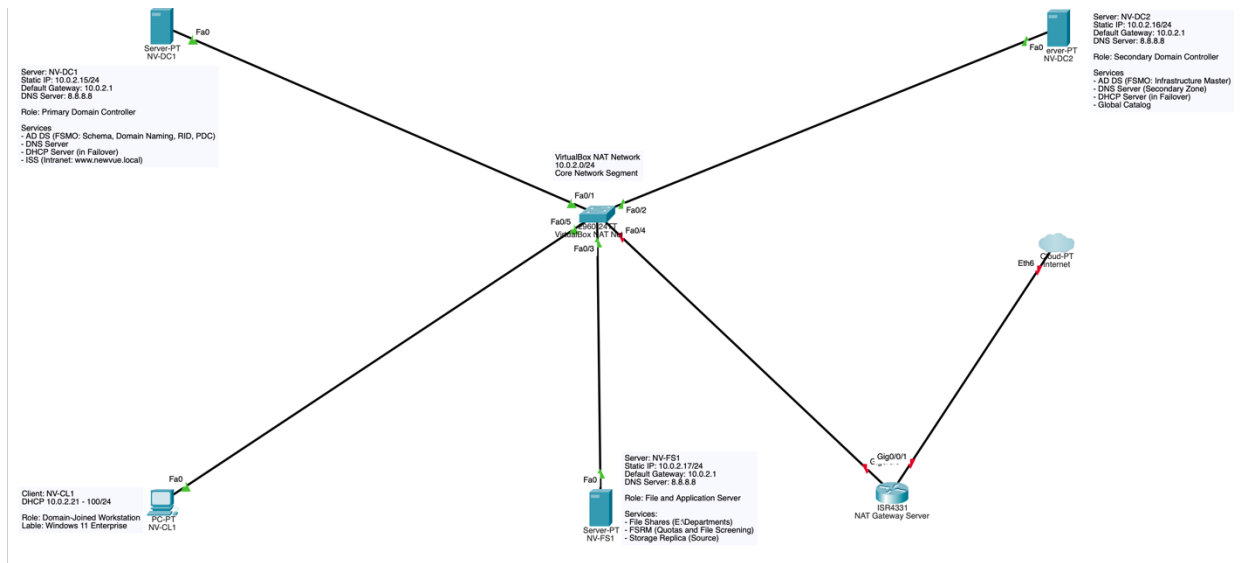 Server-PT
NV-DC1
Fa0
Server: NV-DC1
Static IP: 10.0.2.15/24
Default Gateway: 10.0.2.1
DNS Server: 8.8.8.8
Role: Primary Domain Controller
Services
- AD DS (FSMO: Schema, Domain Naming, RID, PDC)
- DNS Server
- DHCP Server (in Failover)
- ISS (Intranet: www.newvue.local)
Fa0
erver-PT
NV-DC2
Server: NV-DC2
Static IP: 10.0.2.16/24
Default Gateway: 10.0.2.1
DNS Server: 8.8.8.8
Role: Secondary Domain Controller
Services
- AD DS (FSMO: Infrastructure Master)
- DNS Server (Secondary Zone)
- DHCP Server (in Failover)
- Global Catalog
VirtualBox NAT Network
10.0.2.0/24
Core Network Segment
Fa0/1
Fa0/2
Fa0/5
Fa0/4
VirtualBox NAT
Fa0/3
Cloud-PT
Internet
Eth6
Gig0/0/1
ISR4331
NAT Gateway Server
Fa0
Client: NV-CL1
DHCP 10.0.2.21 - 100/24
Role: Domain-Joined Workstation
Lable: Windows 11 Enterprise
PC-PT
NV-CL1
Fa0
Server-PT
NV-FS1
Server: NV-FS1
Static IP: 10.0.2.17/24
Default Gateway: 10.0.2.1
DNS Server: 8.8.8.8
Role: File and Application Server
Services:
- File Shares (E:\Departments)
- FSRM (Quotas and File Screening)
- Storage Replica (Source)